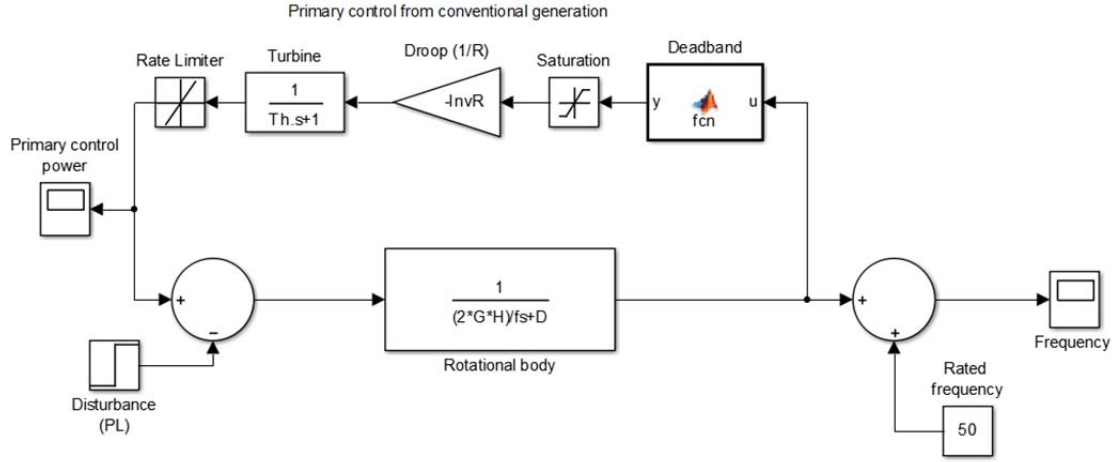 Primary control from conventional generation
Rate Limiter
Turbine
Droop (1/R)
Saturation
Deadband
1
Th.s+1
-InvR
y
fcn
u
Primary control
power
+
−
1
(2*G*H)/fs+D
Rotational body
+
+
Frequency
Disturbance
(PL)
Rated
frequency
50